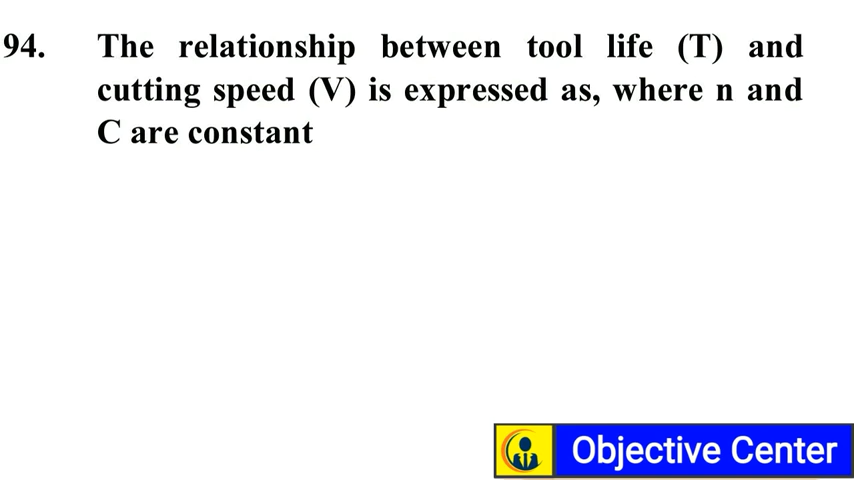 94. The relationship between tool life (T) and
cutting speed (V) is expressed as, where n and
C are constant
Objective Center